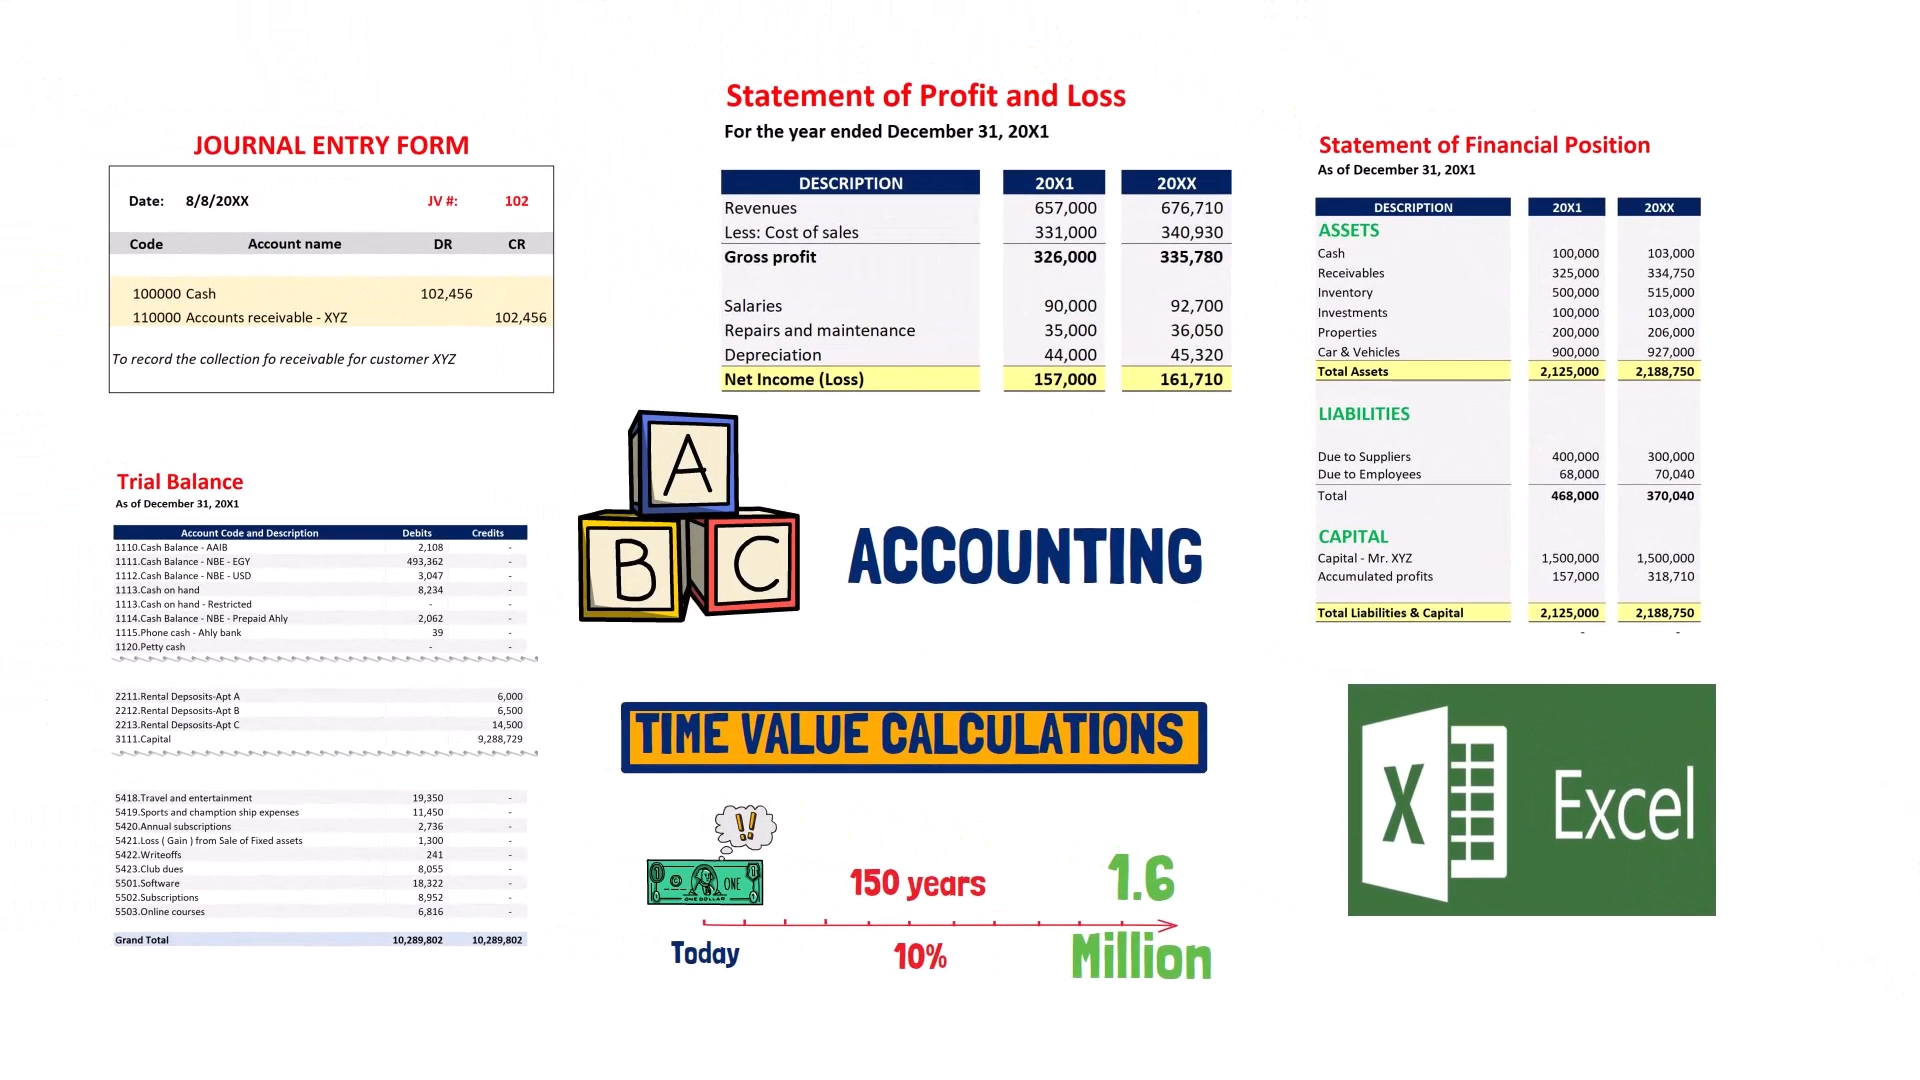 JOURNAL ENTRY FORM
Date: 8/8/20XX JV #: 102
Code Account name DR CR
100000 Cash 102,456
110000 Accounts receivable - XYZ 102,456
To record the collection fo receivable for customer XYZ
Statement of Profit and Loss
For the year ended December 31, 20X1
DESCRIPTION 20X1 20XX
Revenues 657,000 676,710
Less: Cost of sales 331,000 340,930
Gross profit 326,000 335,780
Salaries 90,000 92,700
Repairs and maintenance 35,000 36,050
Depreciation 44,000 45,320
Net Income (Loss) 157,000 161,710
Statement of Financial Position
As of December 31, 20X1
DESCRIPTION 20X1 20XX
ASSETS
Cash 100,000 103,000
Receivables 325,000 334,750
Inventory 500,000 515,000
Investments 100,000 103,000
Properties 200,000 206,000
Car & Vehicles 900,000 927,000
Total Assets 2,125,000 2,188,750
LIABILITIES
Due to Suppliers 400,000 300,000
Due to Employees 68,000 70,040
Total 468,000 370,040
CAPITAL
Capital - Mr. XYZ 1,500,000 1,500,000
Accumulated profits 157,000 318,710
Total Liabilities & Capital 2,125,000 2,188,750
- -
Trial Balance
As of December 31, 20X1
Account Code and Description Debits Credits
1110.Cash Balance - AAIB 2,108 -
1111.Cash Balance - NBE - EGY 493,362 -
1112.Cash Balance - NBE - USD 3,047 -
1113.Cash on hand 8,234 -
1113.Cash on hand - Restricted - -
1114.Cash Balance - NBE - Prepaid Ahly 2,062 -
1115.Phone cash - Ahly bank 39 -
1120.Petty cash - -
2211.Rental Depsosits-Apt A 6,000
2212.Rental Depsosits-Apt B 6,500
2213.Rental Depsosits-Apt C 14,500
3111.Capital 9,288,729
5418.Travel and entertainment 19,350 -
5419.Sports and chamption ship expenses 11,450 -
5420.Annual subscriptions 2,736 -
5421.Loss ( Gain ) from Sale of Fixed assets 1,300 -
5422.Writeoffs 241 -
5423.Club dues 8,055 -
5501.Software 18,322 -
5502.Subscriptions 8,952 -
5503.Online courses 6,816 -
Grand Total 10,289,802 10,289,802
A
B C
ACCOUNTING
TIME VALUE CALCULATIONS
!!
ONE
ONE DOLLAR
150 years
1.6
Today
10%
Million
X Excel